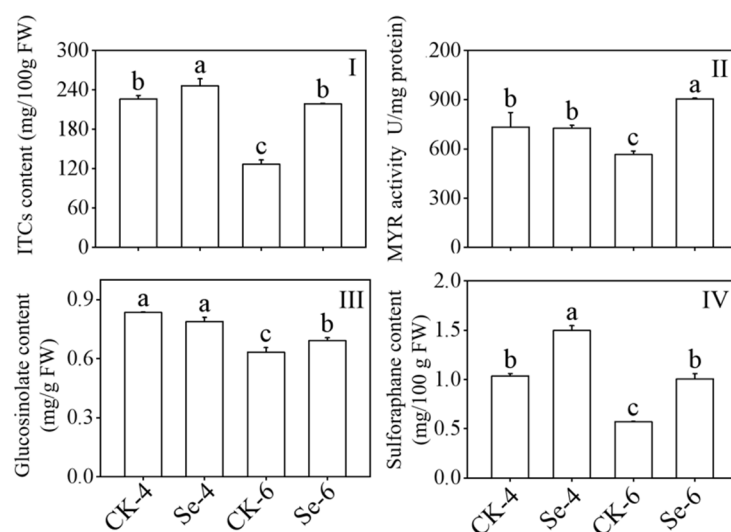 ITCs content (mg/100g FW)
300
240
180
120
60
0
b
a
c
b
I
MYR activity U/mg protein)
0
900
600
300
0
b
b
c
a
II
Glucosinolate content
(mg/g FW)
0.9
0.6
0.3
0.0
a
a
c
b
III
CK-4
Se-4
CK-6
Se-6
Sulforaphane content
(mg/100 g FW)
2.0
1.5
1.0
0.5
0.0
b
a
c
b
IV
CK-4
Se-4
CK-6
Se-6